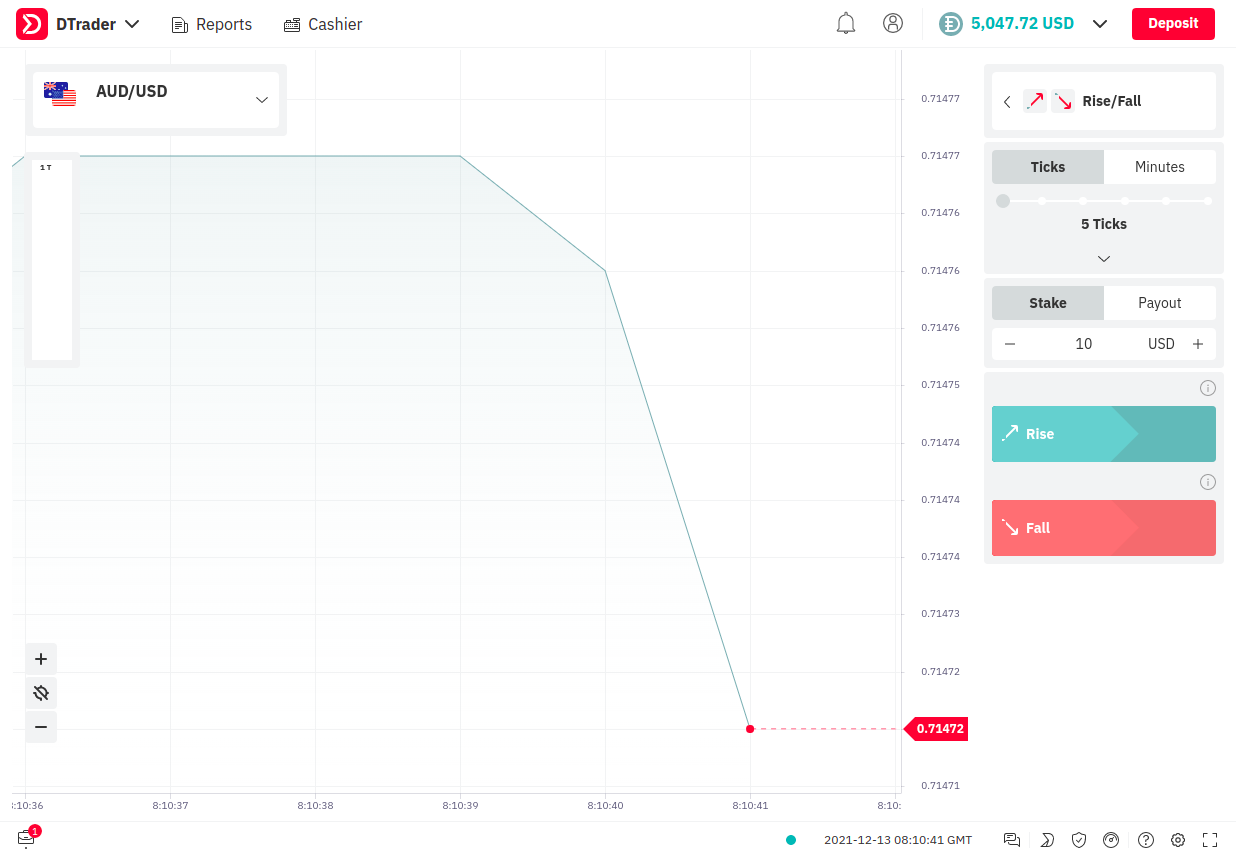 DTrader
Reports
Cashier
5,047.72 USD
Deposit
AUD/USD
1T
0.71477
0.71477
0.71476
0.71476
0.71476
0.71475
0.71474
0.71474
0.71474
0.71473
0.71472
0.71472
0.71471
Rise/Fall
Ticks
Minutes
5 Ticks
Stake
Payout
10
USD
Rise
Fall
8:10:36
8:10:37
8:10:38
8:10:39
8:10:40
8:10:41
8:10:
1
2021-12-13 08:10:41 GMT